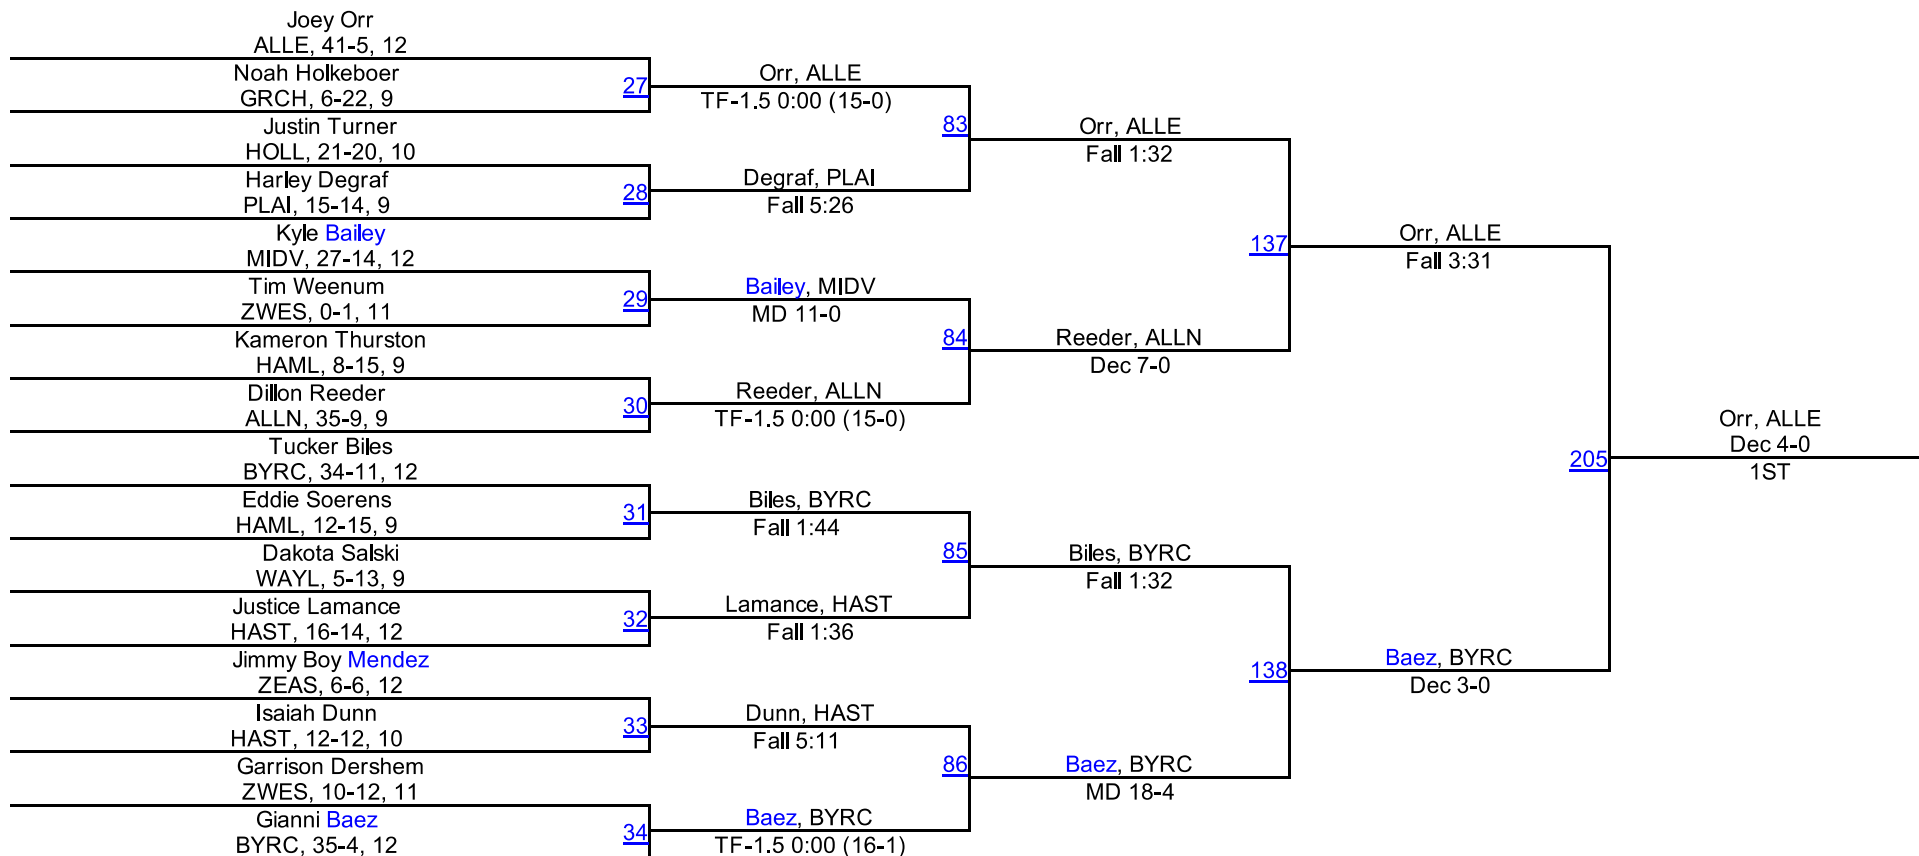 Joey Orr
ALLE, 41-5, 12
Noah Holkeboer
GRCH, 6-22, 9
27
Orr, ALLE
TF-1.5 0:00 (15-0)
Justin Turner
HOLL, 21-20, 10
83
Orr, ALLE
Fall 1:32
Harley Degraf
PLAI, 15-14, 9
28
Degraf, PLAI
Fall 5:26
Kyle Bailey
MIDV, 27-14, 12
137
Orr, ALLE
Fall 3:31
Tim Weenum
ZWES, 0-1, 11
29
Bailey, MIDV
MD 11-0
Kameron Thurston
HAML, 8-15, 9
84
Reeder, ALLN
Dec 7-0
Dillon Reeder
ALLN, 35-9, 9
30
Reeder, ALLN
TF-1.5 0:00 (15-0)
Tucker Biles
BYRC, 34-11, 12
205
Orr, ALLE
Dec 4-0
1ST
Eddie Soerens
HAML, 12-15, 9
31
Biles, BYRC
Fall 1:44
Dakota Salski
WAYL, 5-13, 9
85
Biles, BYRC
Fall 1:32
Justice Lamance
HAST, 16-14, 12
32
Lamance, HAST
Fall 1:36
Jimmy Boy Mendez
ZEAS, 6-6, 12
138
Baez, BYRC
Dec 3-0
Isaiah Dunn
HAST, 12-12, 10
33
Dunn, HAST
Fall 5:11
Garrison Dershem
ZWES, 10-12, 11
86
Baez, BYRC
MD 18-4
Gianni Baez
BYRC, 35-4, 12
34
Baez, BYRC
TF-1.5 0:00 (16-1)